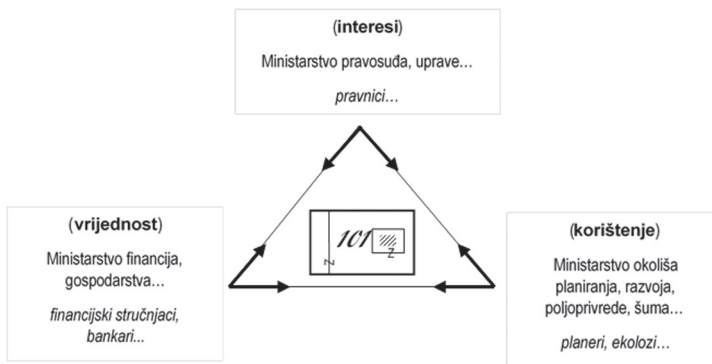 (interesi)
Ministarstvo pravosuđa, uprave…
pravnici…
(vrijednost)
Ministarstvo financija,
gospodarstva…
financijski stručnjaci,
bankari...
101
z
z
(korištenje)
Ministarstvo okoliša
planiranja, razvoja,
poljoprivrede, šuma…
planeri, ekolozi…